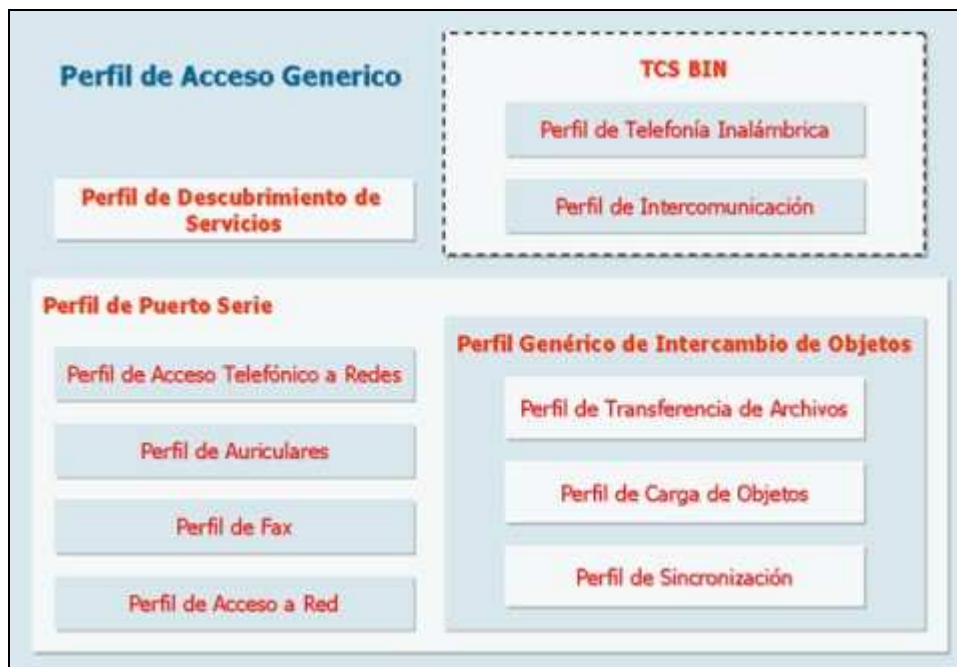 Perfil de Acceso Generico
TCS BIN
Perfil de Telefonía Inalámbrica
Perfil de Intercomunicación
Perfil de Descubrimiento de
Servicios
Perfil de Puerto Serie
Perfil de Acceso Telefónico a Redes
Perfil de Auriculares
Perfil de Fax
Perfil de Acceso a Red
Perfil Genérico de Intercambio de Objetos
Perfil de Transferencia de Archivos
Perfil de Carga de Objetos
Perfil de Sincronización